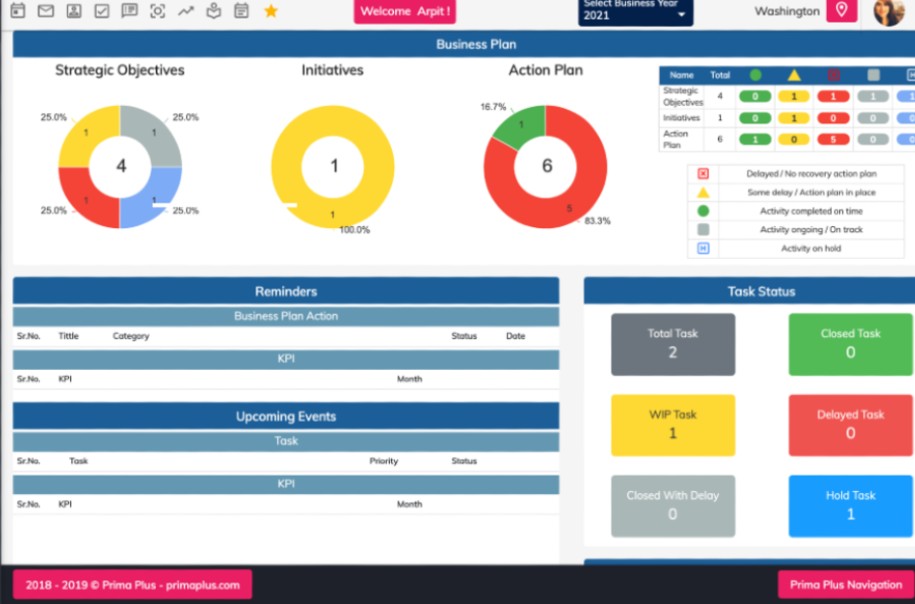 Welcome Arpit !
Select Business Year
2021
Washington
Business Plan
Strategic Objectives
Initiatives
Action Plan
25.0%
25.0%
1
1
4
1
1
25.0%
25.0%
1
1
100.0%
16.7%
1
6
5
83.3%
Name Total
Strategic Objectives 4 0 1 1 1 1
Initiatives 1 0 1 0 0 0
Action Plan 6 1 0 5 0 0
Delayed / No recovery action plan
Some delay / Action plan in place
Activity completed on time
Activity ongoing / On track
H Activity on hold
Reminders
Business Plan Action
Sr.No. Tittle Category Status Date
KPI
Sr.No. KPI Month
Upcoming Events
Task
Sr.No. Task Priority Status
KPI
Sr.No. KPI Month
Task Status
Total Task
2
Closed Task
0
WIP Task
1
Delayed Task
0
Closed With Delay
0
Hold Task
1
2018 - 2019 © Prima Plus - primaplus.com
Prima Plus Navigation